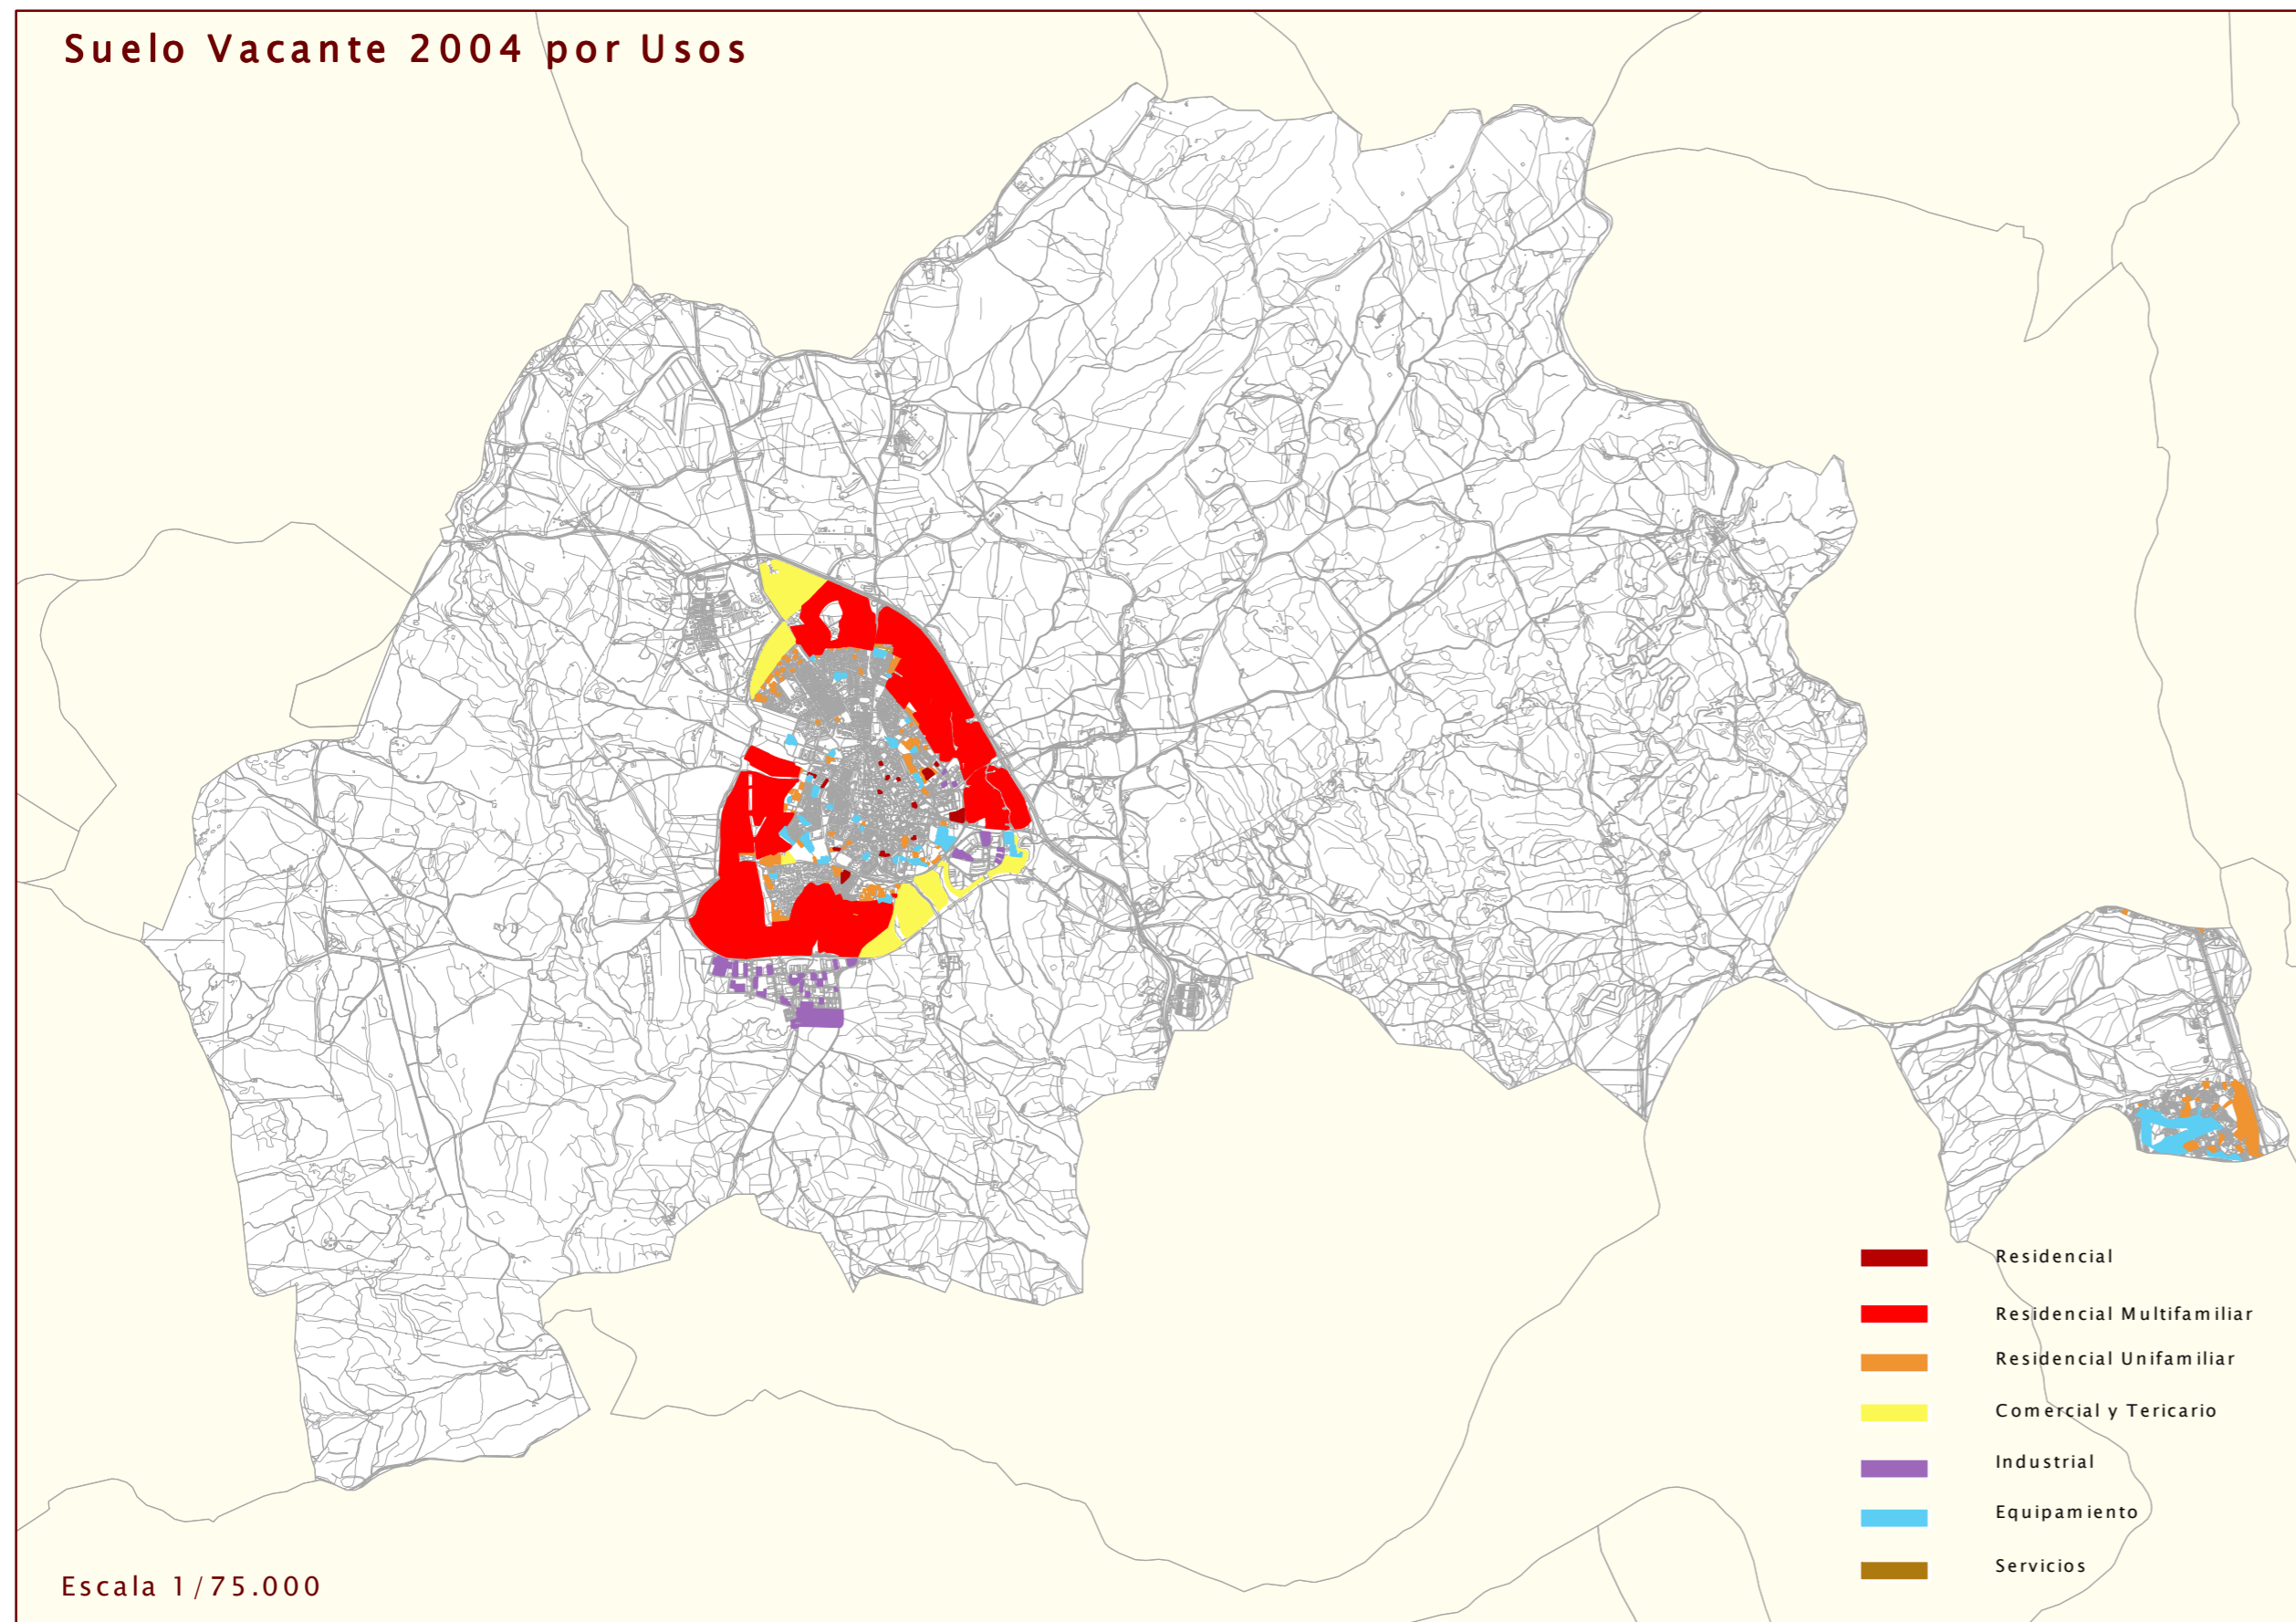 Suelo Vacante 2004 por Usos
Residencial
Residencial Multifamiliar
Residencial Unifamiliar
Comercial y Tericario
Industrial
Equipamiento
Servicios
Escala 1/75.000